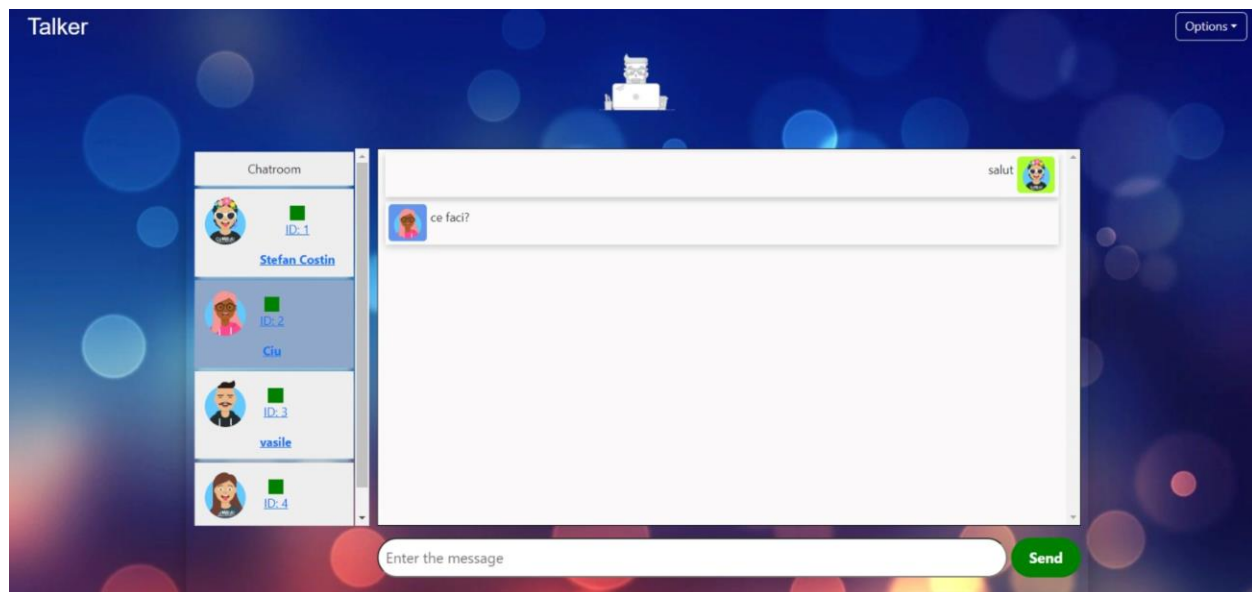 Talker
Options
Chatroom
ID: 1
Stefan Costin
ID: 2
Ciu
ID: 3
vasile
ID: 4
salut
ce faci?
Enter the message
Send